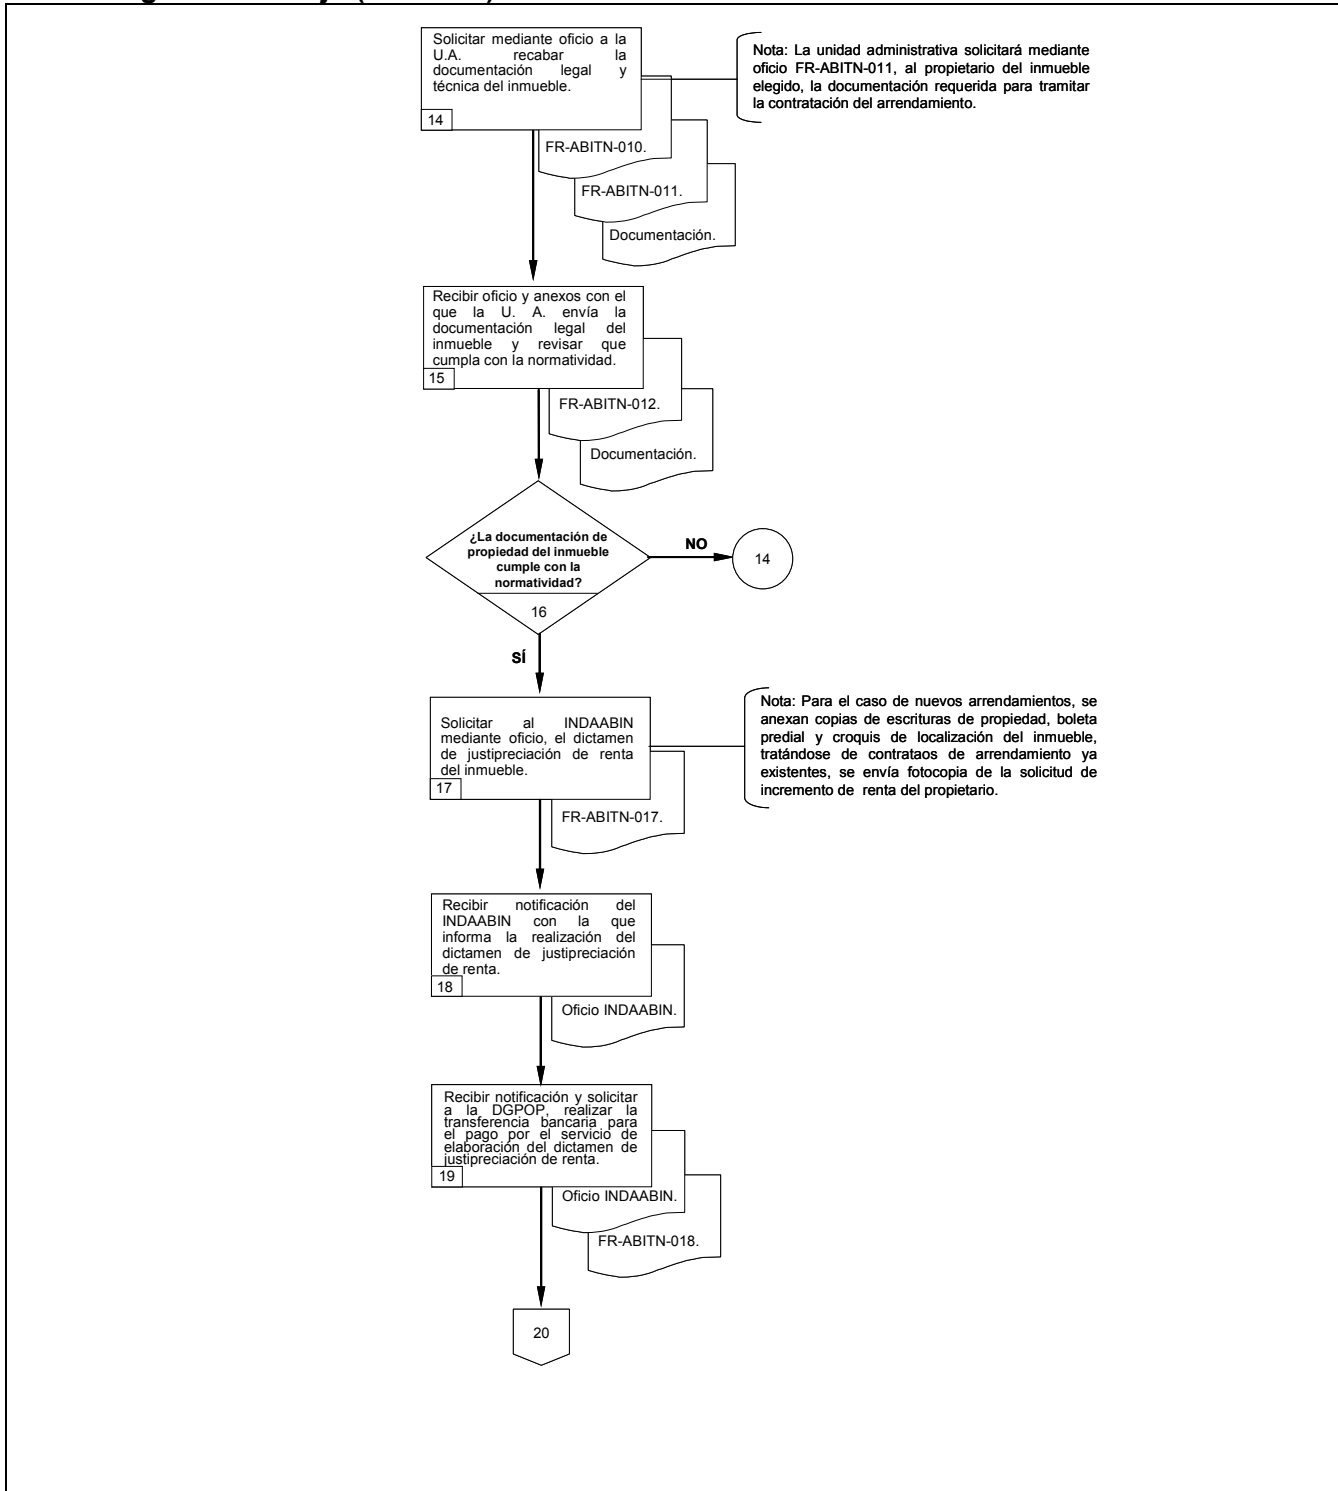 Solicitar mediante oficio a la
U.A. recabar la
documentación legal y
técnica del inmueble.
14
Nota: La unidad administrativa solicitará mediante
oficio FR-ABITN-011, al propietario del inmueble
elegido, la documentación requerida para tramitar
la contratación del arrendamiento.
FR-ABITN-010.
FR-ABITN-011.
Documentación.
Recibir oficio y anexos con el
que la U. A. envía la
documentación legal del
inmueble y revisar que
cumpla con la normatividad.
15
FR-ABITN-012.
Documentación.
¿La documentación de
propiedad del inmueble
cumple con la
normatividad?
16
NO
14
SÍ
Solicitar al INDAABIN
mediante oficio, el dictamen
de justipreciación de renta
del inmueble.
17
Nota: Para el caso de nuevos arrendamientos, se
anexan copias de escrituras de propiedad, boleta
predial y croquis de localización del inmueble,
tratándose de contrataos de arrendamiento ya
existentes, se envía fotocopia de la solicitud de
incremento de renta del propietario.
FR-ABITN-017.
Recibir notificación del
INDAABIN con la que
informa la realización del
dictamen de justipreciación
de renta.
18
Oficio INDAABIN.
Recibir notificación y solicitar
a la DGPOP, realizar la
transferencia bancaria para
el pago por el servicio de
elaboración del dictamen de
justipreciación de renta.
19
Oficio INDAABIN.
FR-ABITN-018.
20